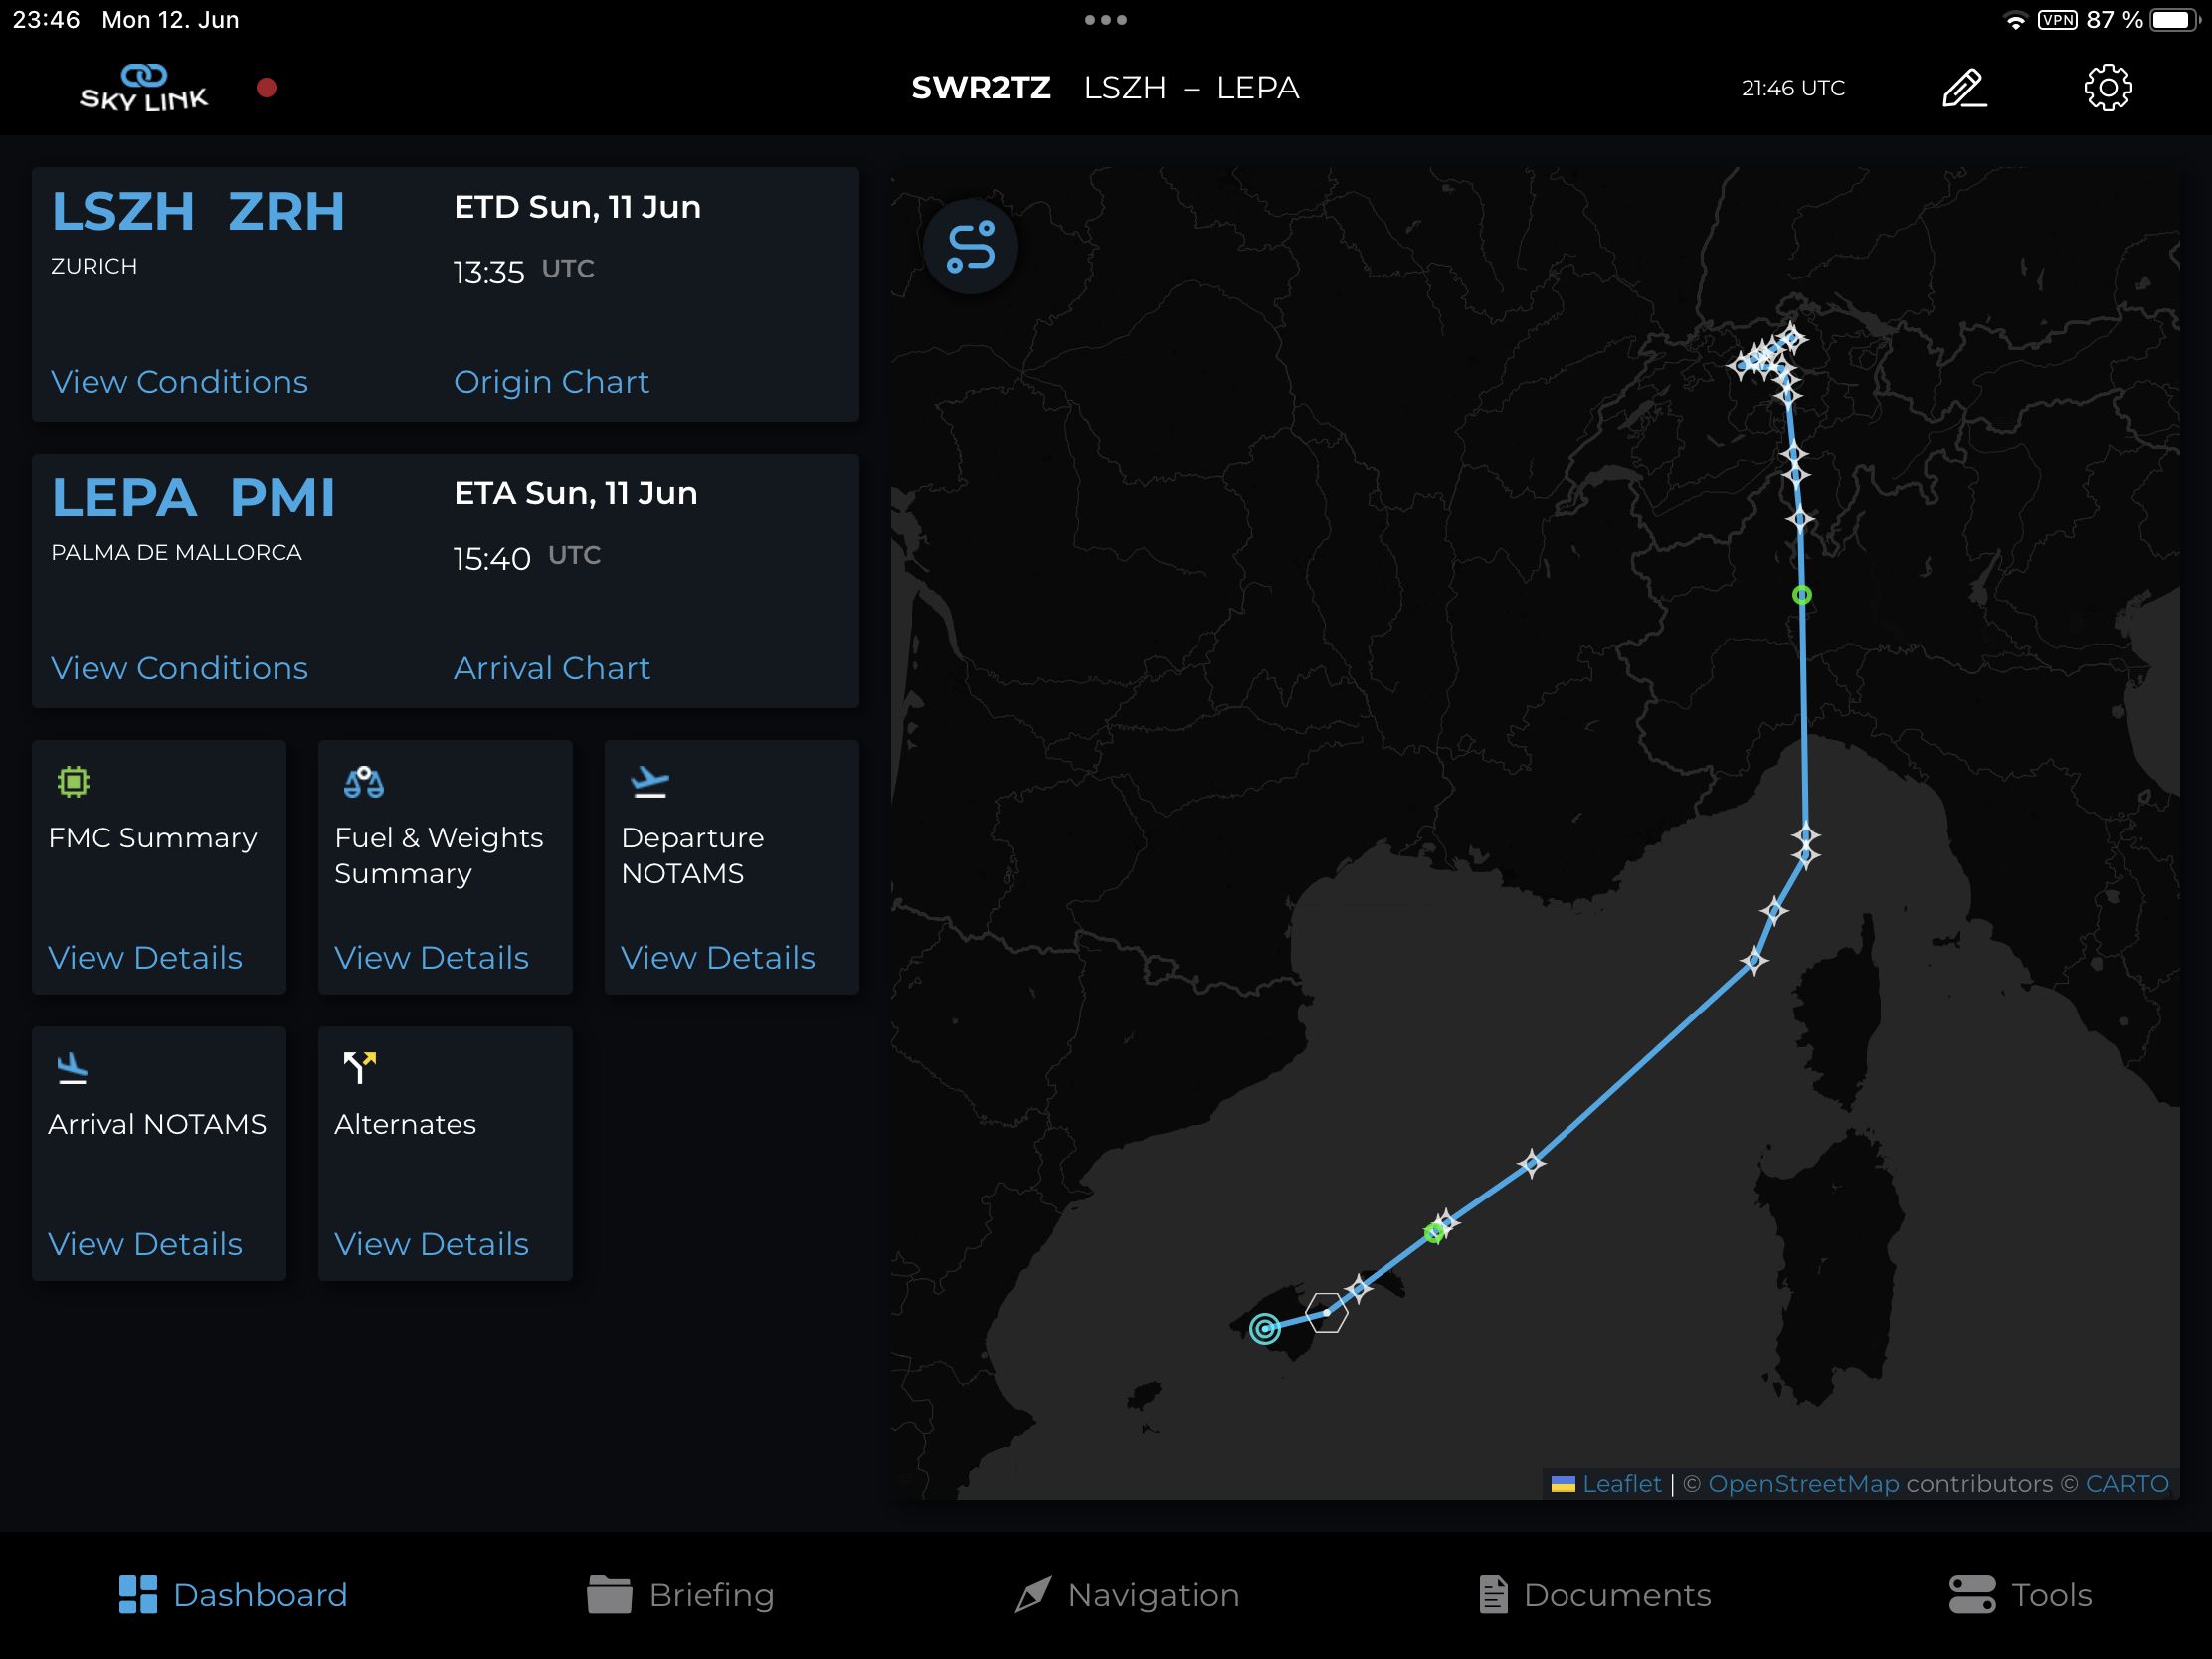 23:46 Mon 12. Jun
VPN 87 %
SKY LINK
SWR2TZ LSZH – LEPA
21:46 UTC
LSZH ZRH
ZURICH
ETD Sun, 11 Jun
13:35 UTC
View Conditions
Origin Chart
LEPA PMI
PALMA DE MALLORCA
ETA Sun, 11 Jun
15:40 UTC
View Conditions
Arrival Chart
FMC Summary
View Details
Fuel & Weights
Summary
View Details
Departure
NOTAMS
View Details
Arrival NOTAMS
View Details
Alternates
View Details
Leaflet | © OpenStreetMap contributors © CARTO
Dashboard
Briefing
Navigation
Documents
Tools